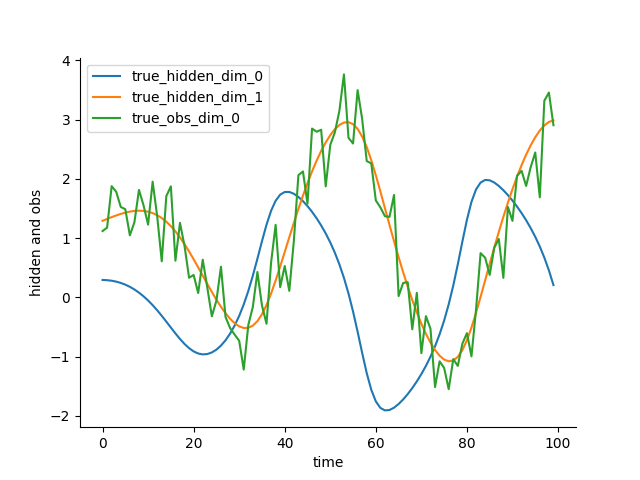 4
3
2
1
0
−1
−2
hidden and obs
true_hidden_dim_0
true_hidden_dim_1
true_obs_dim_0
0 20 40 60 80 100
time